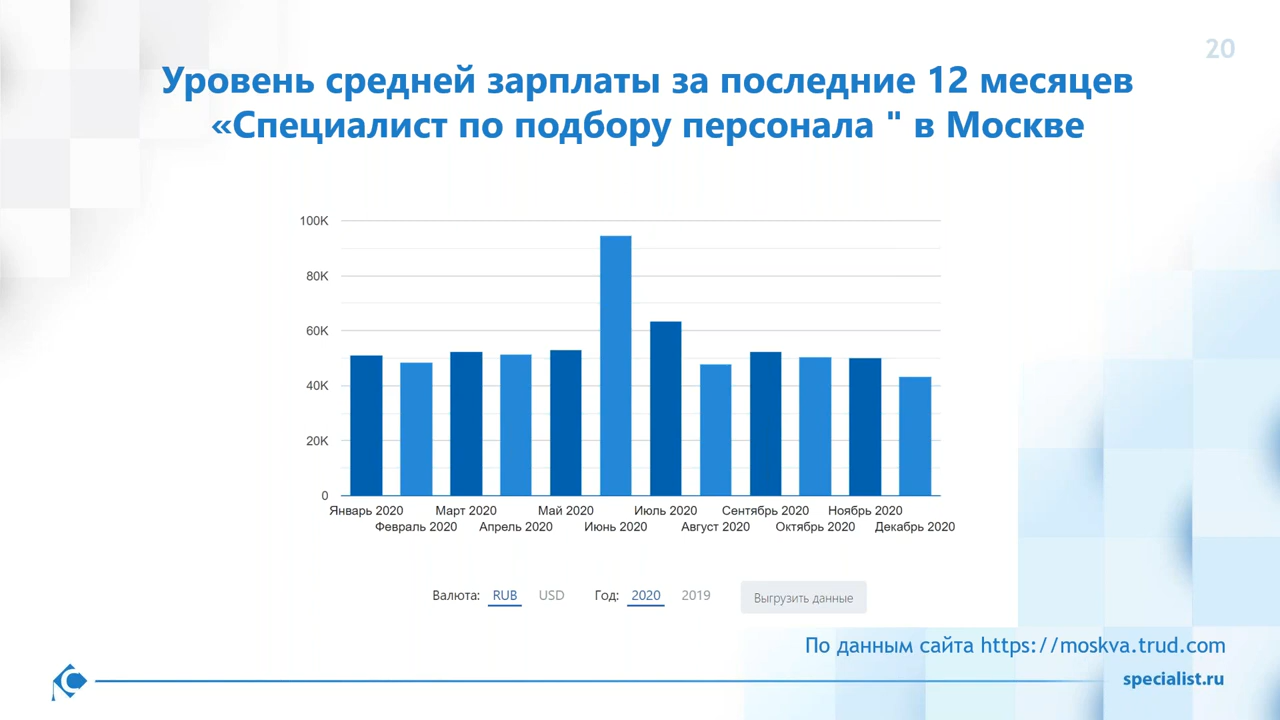 20
Уровень средней зарплаты за последние 12 месяцев
«Специалист по подбору персонала " в Москве
100K
80K
60K
40K
20K
0
Январь 2020
Февраль 2020
Март 2020
Апрель 2020
Май 2020
Июнь 2020
Июль 2020
Август 2020
Сентябрь 2020
Октябрь 2020
Ноябрь 2020
Декабрь 2020
Валюта: RUB USD Год: 2020 2019 Выгрузить данные
По данным сайта https://moskva.trud.com
specialist.ru